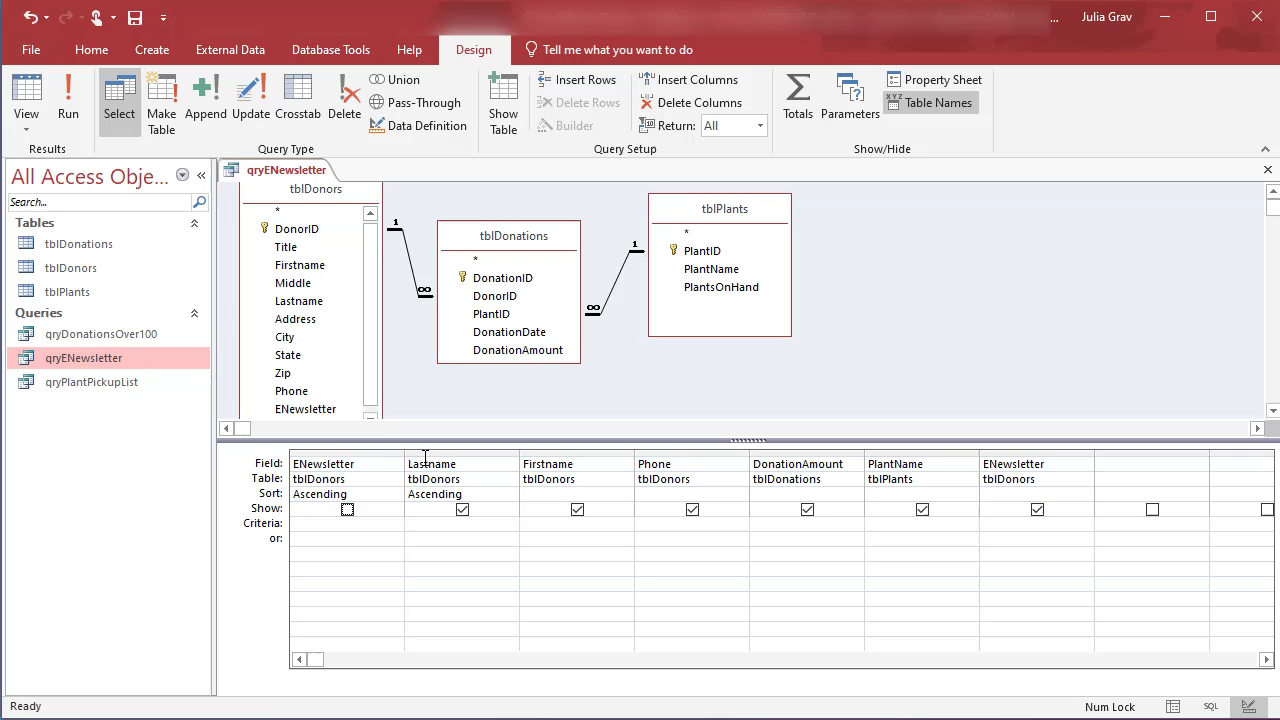 ... Julia Grav
File Home Create External Data Database Tools Help Design Tell me what you want to do
View Run Select Make Table Append Update Crosstab Delete Union Pass-Through Data Definition Show Table Insert Rows Delete Rows Builder Insert Columns Delete Columns Return: All Totals Parameters Property Sheet XYZ Table Names
Results Query Type Query Setup Show/Hide
All Access Obje...
Search...
Tables
tblDonations
tblDonors
tblPlants
Queries
qryDonationsOver100
qryENewsletter
qryPlantPickupList
qryENewsletter
tblDonors
*
DonorID
Title
Firstname
Middle
Lastname
Address
City
State
Zip
Phone
ENewsletter
1
∞
tblDonations
*
DonationID
DonorID
PlantID
DonationDate
DonationAmount
1
∞
tblPlants
*
PlantID
PlantName
PlantsOnHand
Field: ENewsletter Lastname Firstname Phone DonationAmount PlantName ENewsletter
Table: tblDonors tblDonors tblDonors tblDonors tblDonations tblPlants tblDonors
Sort: Ascending Ascending
Show:
Criteria:
or:
Ready Num Lock SQL